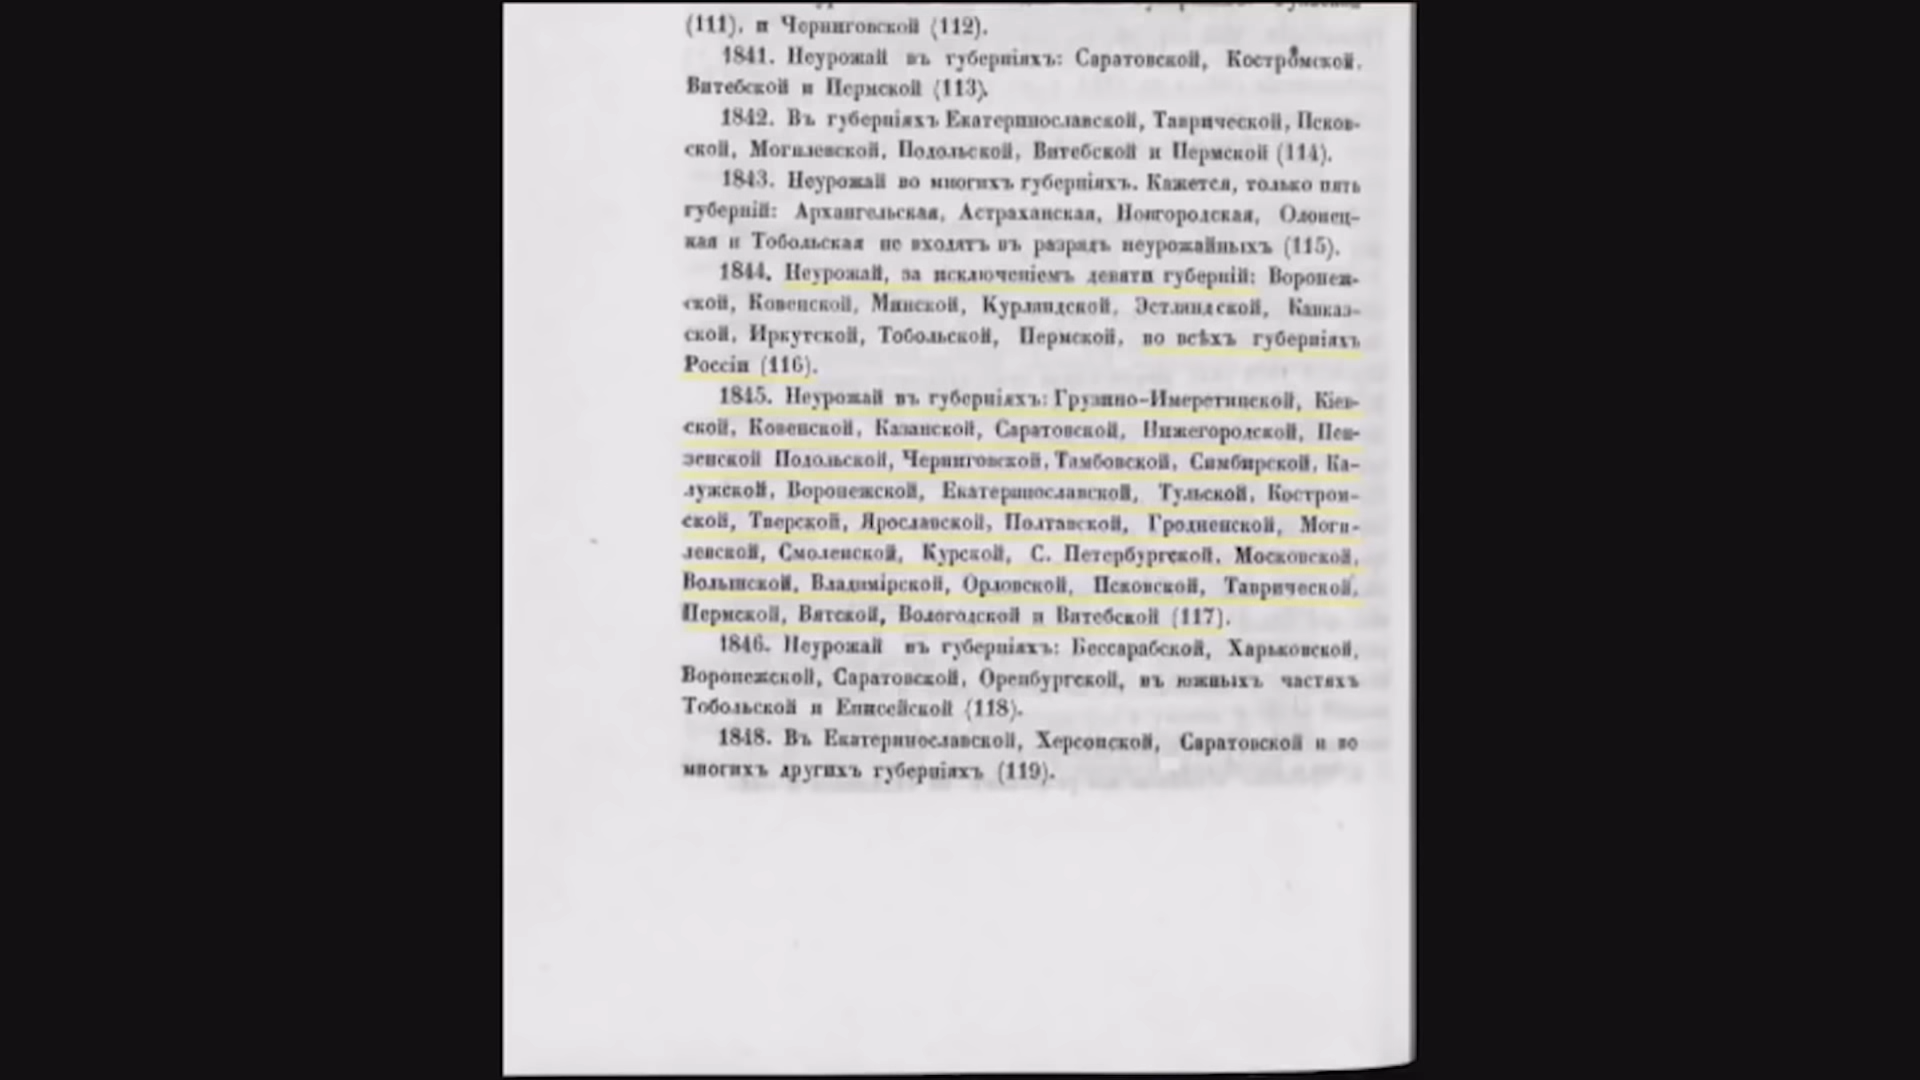 (111). и Черниговской (112).
1841. Неурожай въ губерніяхъ: Саратовской, Костромской.
Витебской и Пермской (113).
1842. Въ губерніяхъ Екатеринославской, Таврической, Псков-
ской, Могилевской, Подольской, Витебской и Пермской (114).
1843. Неурожай во многихъ губерніяхъ. Кажется, только пять
губерній: Архангельская, Астраханская, Новгородская, Олонец-
кая и Тобольская не входятъ въ разрядъ неурожайныхъ (115).
1844. Неурожай, за исключеніемъ девяти губерній: Воронеж-
ской, Ковенской, Минской, Курляндской, Эстляндской, Кавказ-
ской, Иркутской, Тобольской, Пермской, во всѣхъ губерніяхъ
Россіи (116).
1845. Неурожай въ губерніяхъ: Грузино-Имеретинской, Кіев-
ской, Ковенской, Казанской, Саратовской, Нижегородской, Пен-
зенской Подольской, Черниговской, Тамбовской, Симбирской, Ка-
лужской, Воронежской, Екатеринославской, Тульской, Костром-
ской, Тверской, Ярославской, Полтавской, Гродненской, Моги-
левской, Смоленской, Курской, С. Петербургской, Московской,
Волынской, Владимірской, Орловской, Псковской, Таврической,
Пермской, Вятской, Вологодской и Витебской (117).
1846. Неурожай въ губерніяхъ: Бессарабской, Харьковской,
Воронежской, Саратовской, Оренбургской, въ южныхъ частяхъ
Тобольской и Енисейской (118).
1848. Въ Екатеринославской, Херсонской, Саратовской и во
многихъ другихъ губерніяхъ (119).